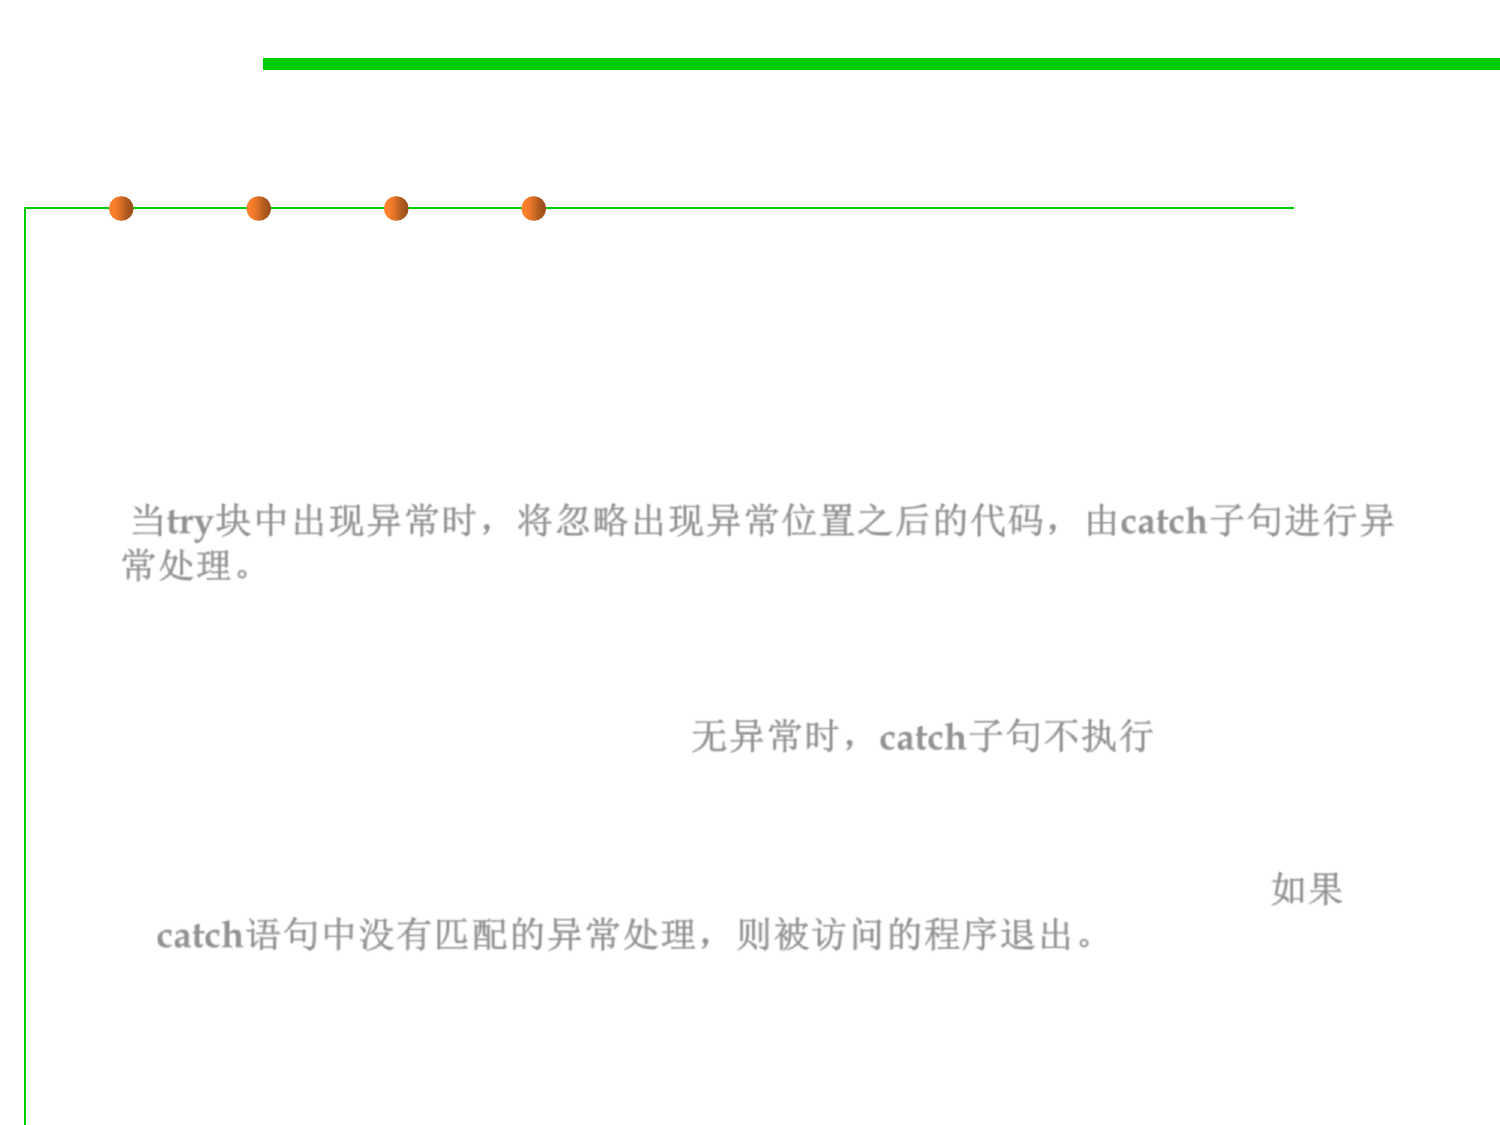 当try块中出现异常时，将忽略出现异常位置之后的代码，由catch子句进行异
常处理。
无异常时，catch子句不执行
如果
catch语句中没有匹配的异常处理，则被访问的程序退出。